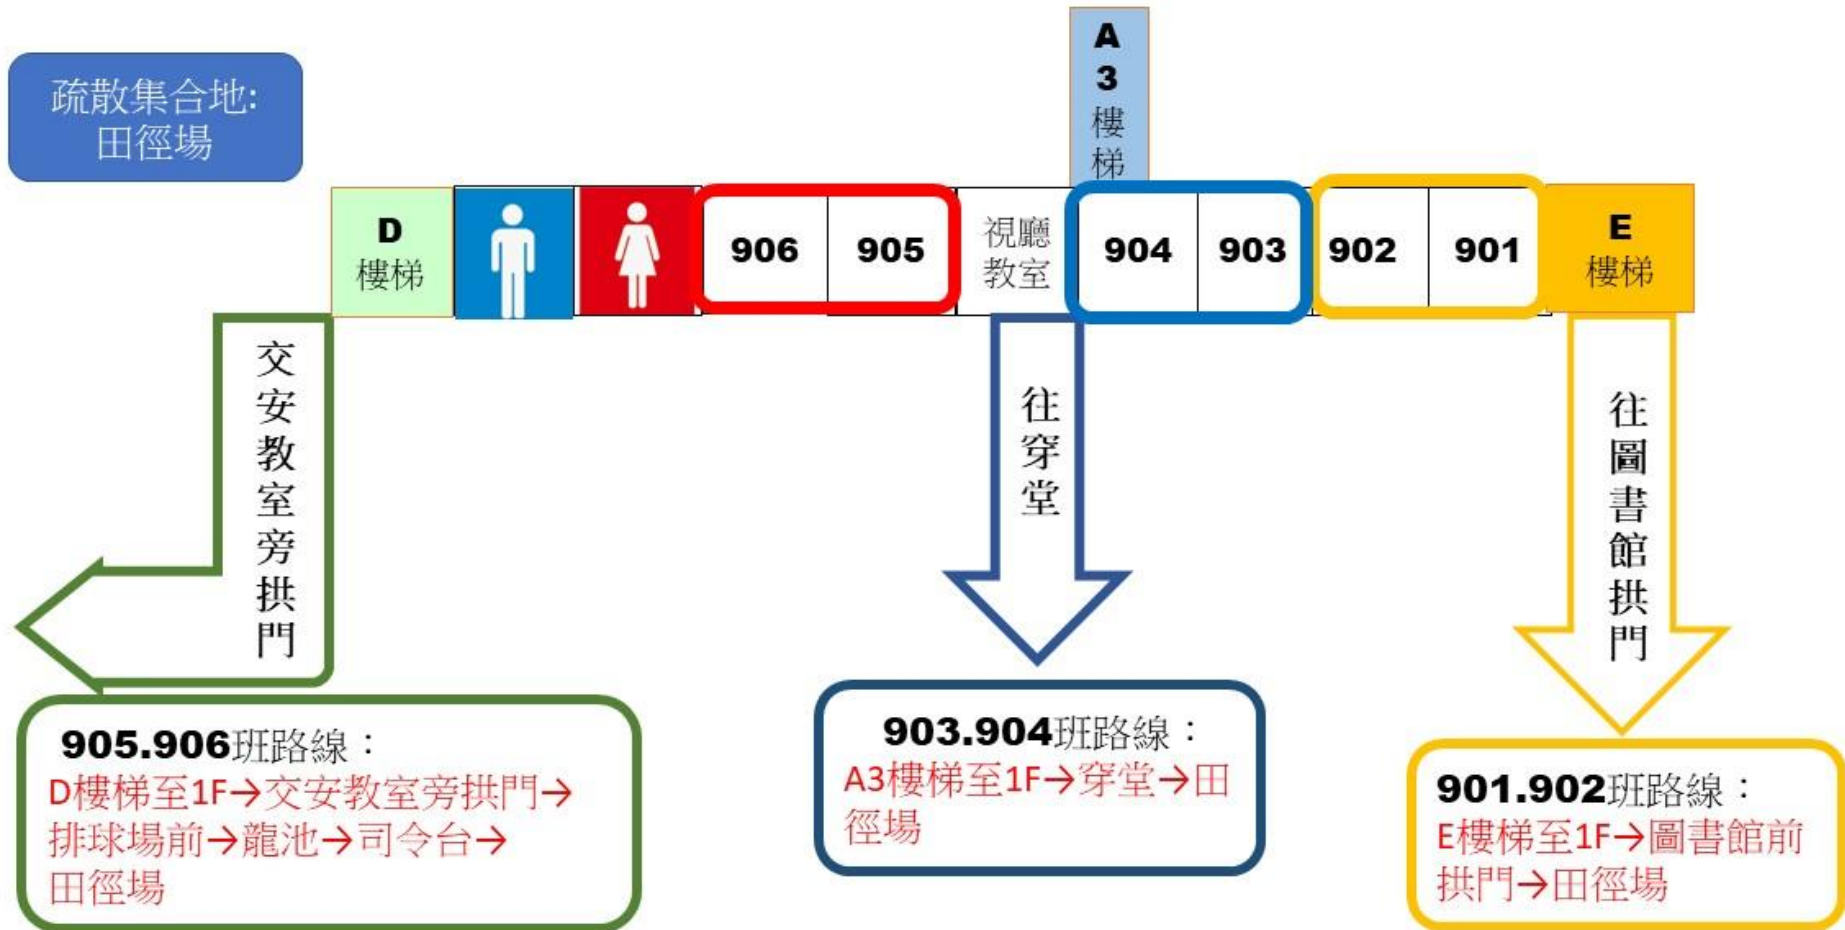 疏散集合地:
田徑場
A
3
樓
梯
D
樓梯
906
905
視廳
教室
904
903
902
901
E
樓梯
交安教室旁拱門
往穿堂
往圖書館拱門
905.906班路線：
D樓梯至1F→交安教室旁拱門→
排球場前→龍池→司令台→
田徑場
903.904班路線：
A3樓梯至1F→穿堂→田
徑場
901.902班路線：
E樓梯至1F→圖書館前
拱門→田徑場